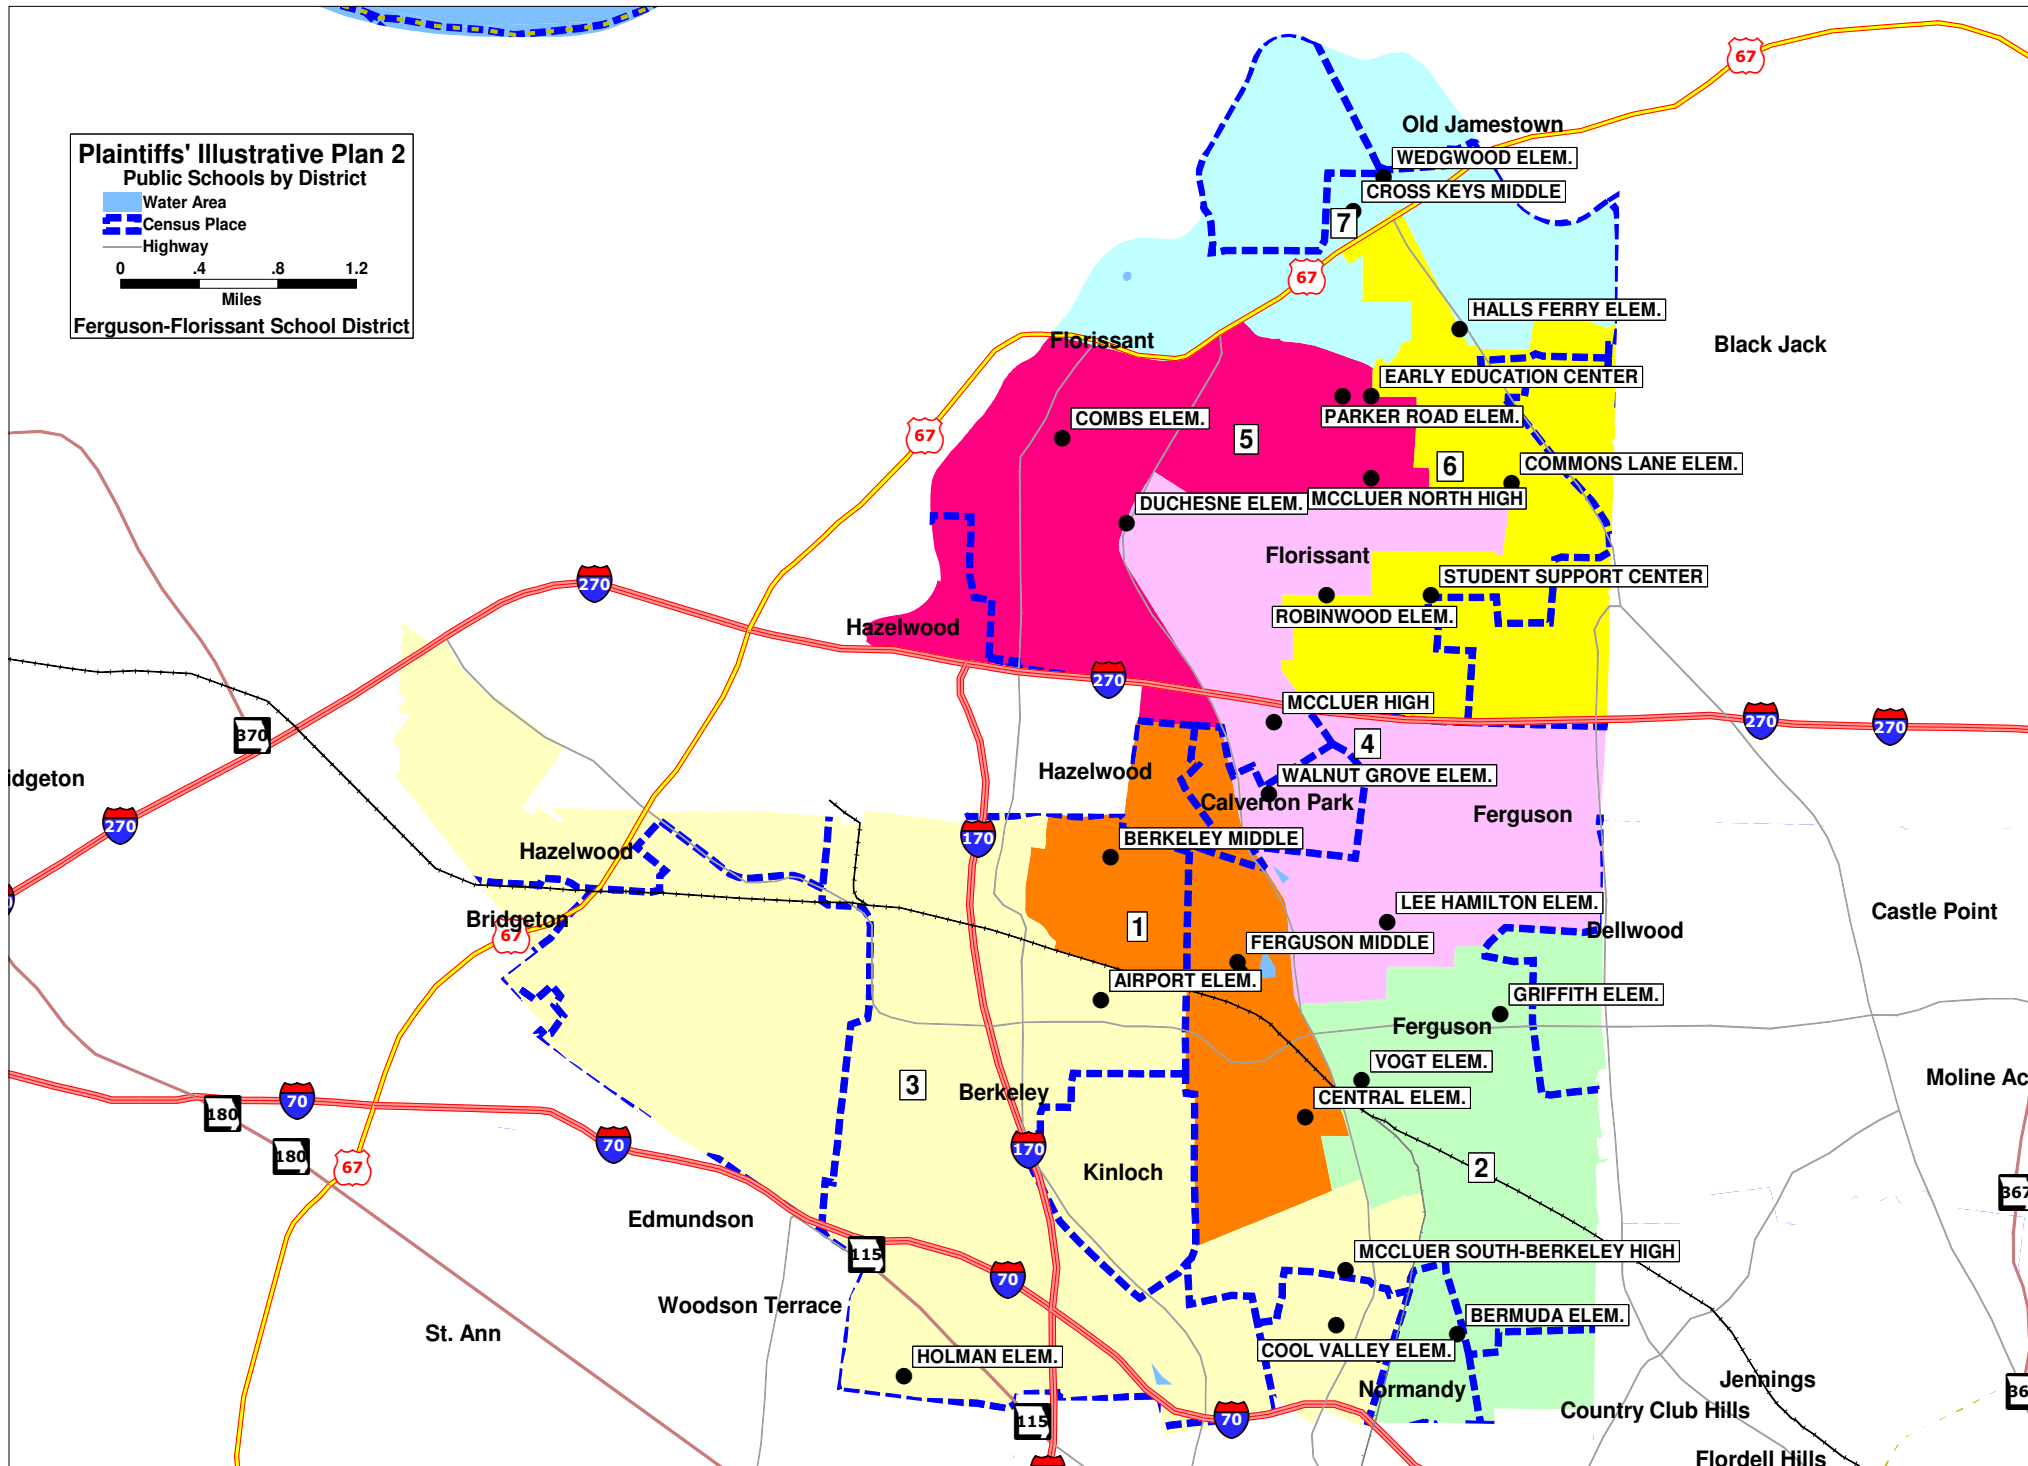 67
Old Jamestown
WEDGWOOD ELEM.
Plaintiffs' Illustrative Plan 2
Public Schools by District
Water Area
Census Place
Highway
0 .4 .8 1.2
Miles
Ferguson-Florissant School District
CROSS KEYS MIDDLE
7
67
HALLS FERRY ELEM.
Florissant
Black Jack
EARLY EDUCATION CENTER
COMBS ELEM.
PARKER ROAD ELEM.
67
5
6
COMMONS LANE ELEM.
DUCHESNE ELEM.
MCCLUER NORTH HIGH
Florissant
270
STUDENT SUPPORT CENTER
ROBINWOOD ELEM.
Hazelwood
270
MCCLUER HIGH
370
4
270
270
idgeton
Hazelwood
WALNUT GROVE ELEM.
Calverton Park
Ferguson
270
170
BERKELEY MIDDLE
Hazelwood
LEE HAMILTON ELEM.
Castle Point
Bridgeton
67
1
Dellwood
FERGUSON MIDDLE
AIRPORT ELEM.
GRIFFITH ELEM.
Ferguson
VOGT ELEM.
Moline Ac
3
Berkeley
CENTRAL ELEM.
70
180
70
170
180
67
Kinloch
2
367
Edmundson
115
MCCLUER SOUTH-BERKELEY HIGH
70
Woodson Terrace
BERMUDA ELEM.
St. Ann
COOL VALLEY ELEM.
HOLMAN ELEM.
Jennings
Normandy
36
Country Club Hills
115
70
Flordell Hills